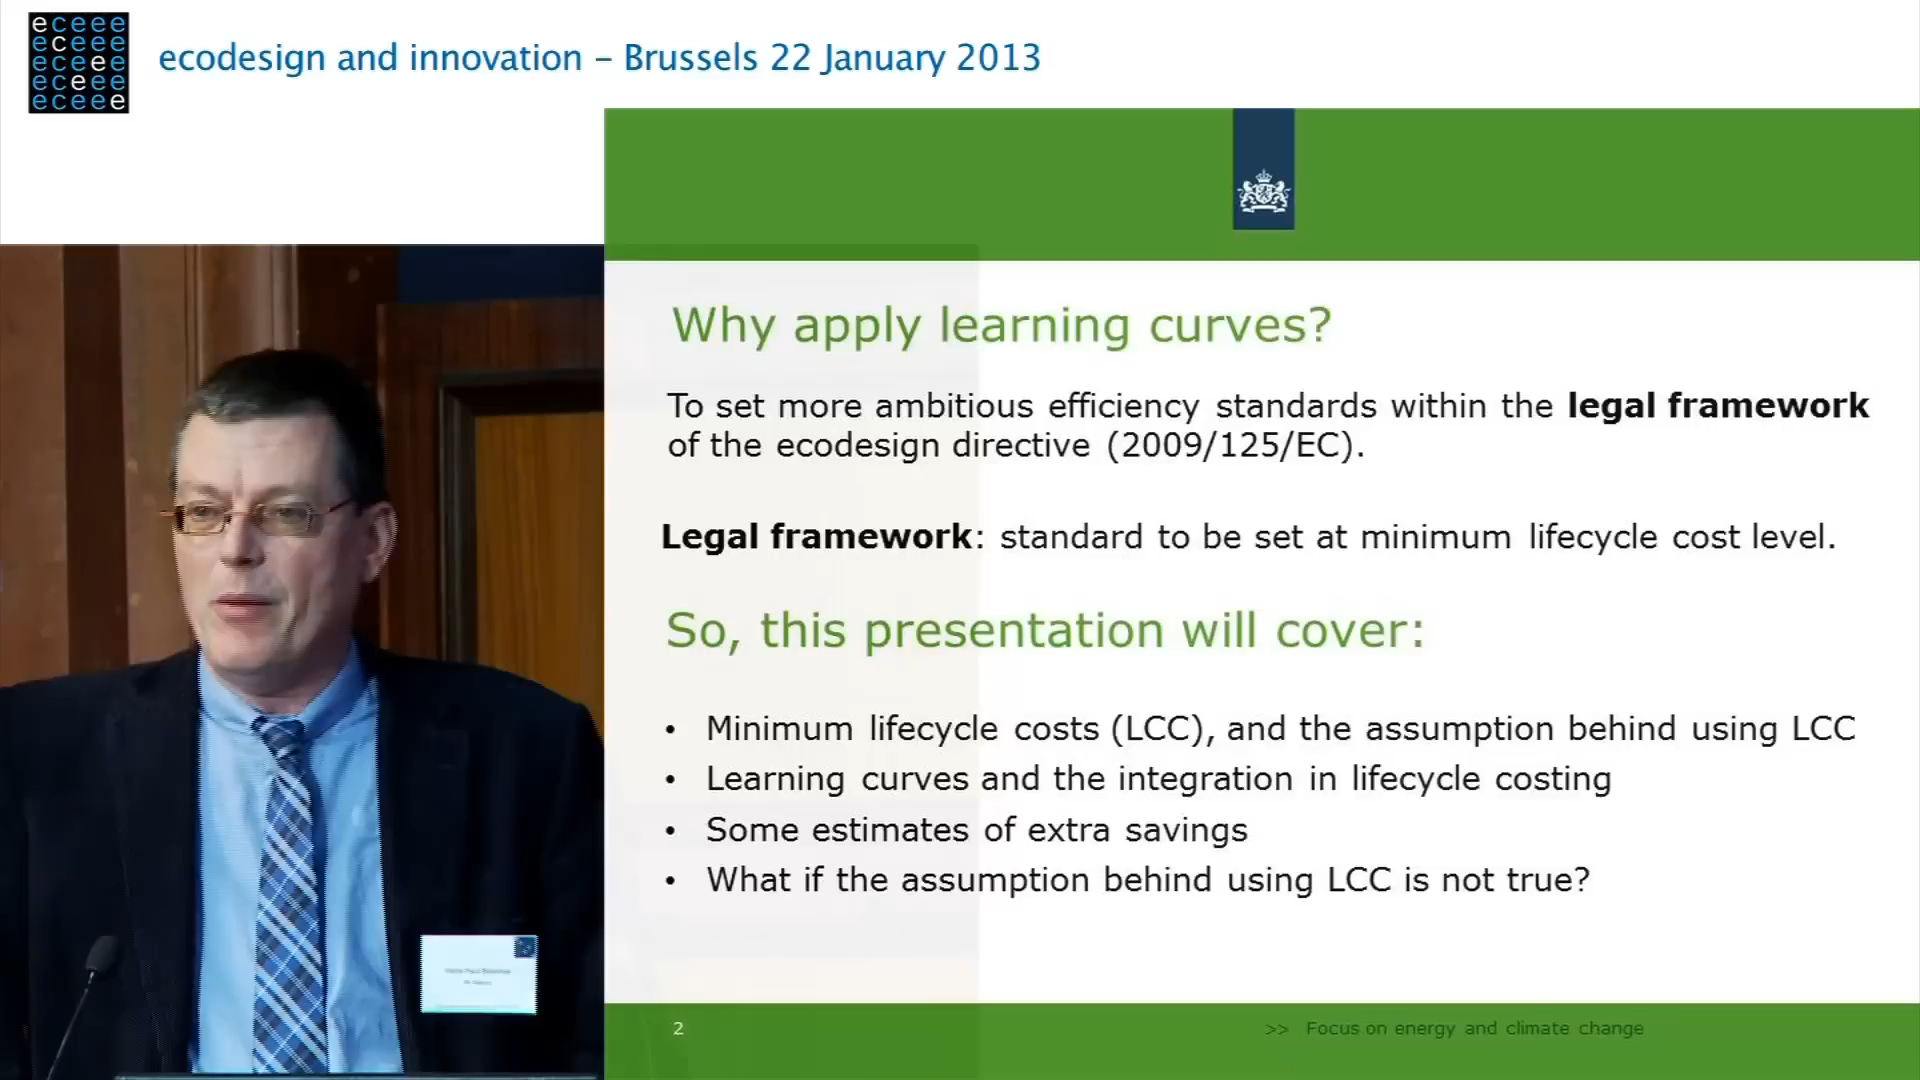 eceee
eceee
eceee
eceee
eceee
ecodesign and innovation – Brussels 22 January 2013
Why apply learning curves?
To set more ambitious efficiency standards within the legal framework
of the ecodesign directive (2009/125/EC).
Legal framework: standard to be set at minimum lifecycle cost level.
So, this presentation will cover:
• Minimum lifecycle costs (LCC), and the assumption behind using LCC
• Learning curves and the integration in lifecycle costing
• Some estimates of extra savings
• What if the assumption behind using LCC is not true?
2
>> Focus on energy and climate change